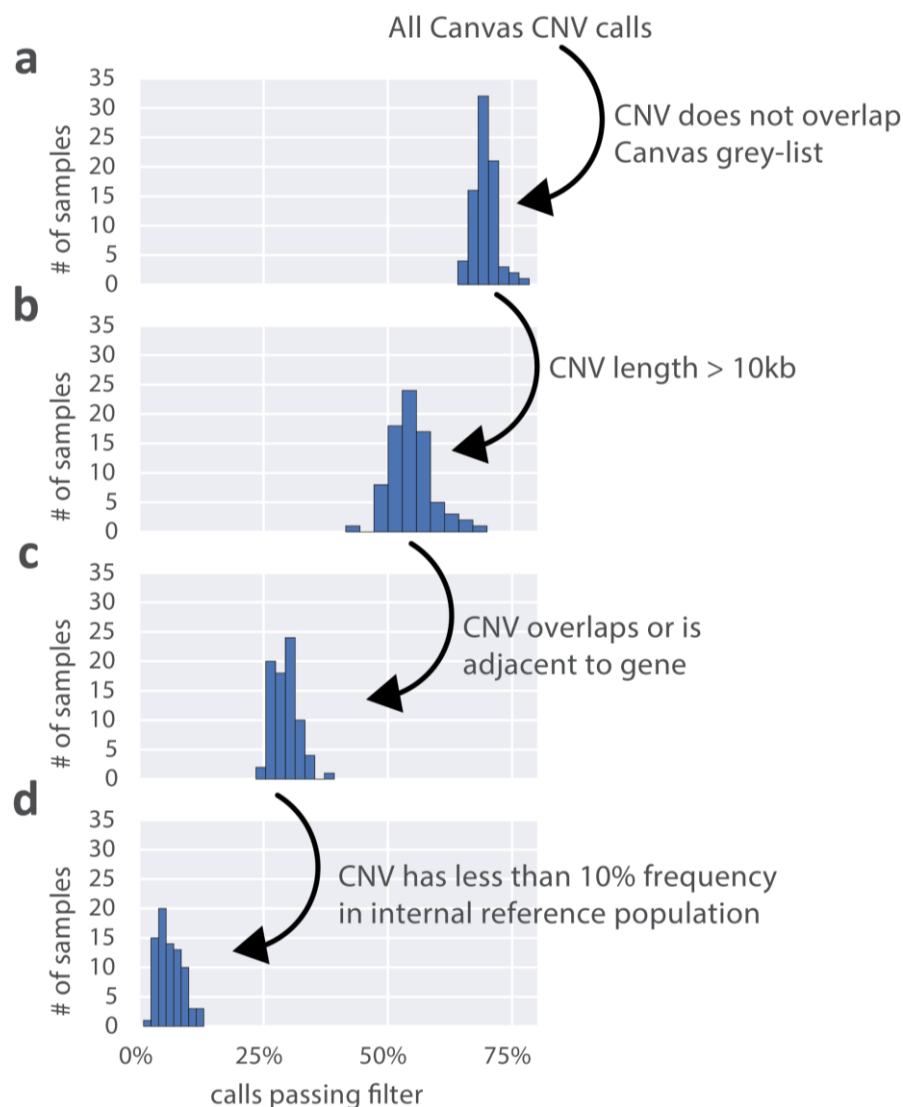 All Canvas CNV calls
a
35
30
25
20
15
10
5
0
# of samples
CNV does not overlap
Canvas grey-list
b
35
30
25
20
15
10
5
0
# of samples
CNV length > 10kb
c
35
30
25
20
15
10
5
0
# of samples
CNV overlaps or is
adjacent to gene
d
35
30
25
20
15
10
5
0
# of samples
CNV has less than 10% frequency
in internal reference population
0% 25% 50% 75%
calls passing filter